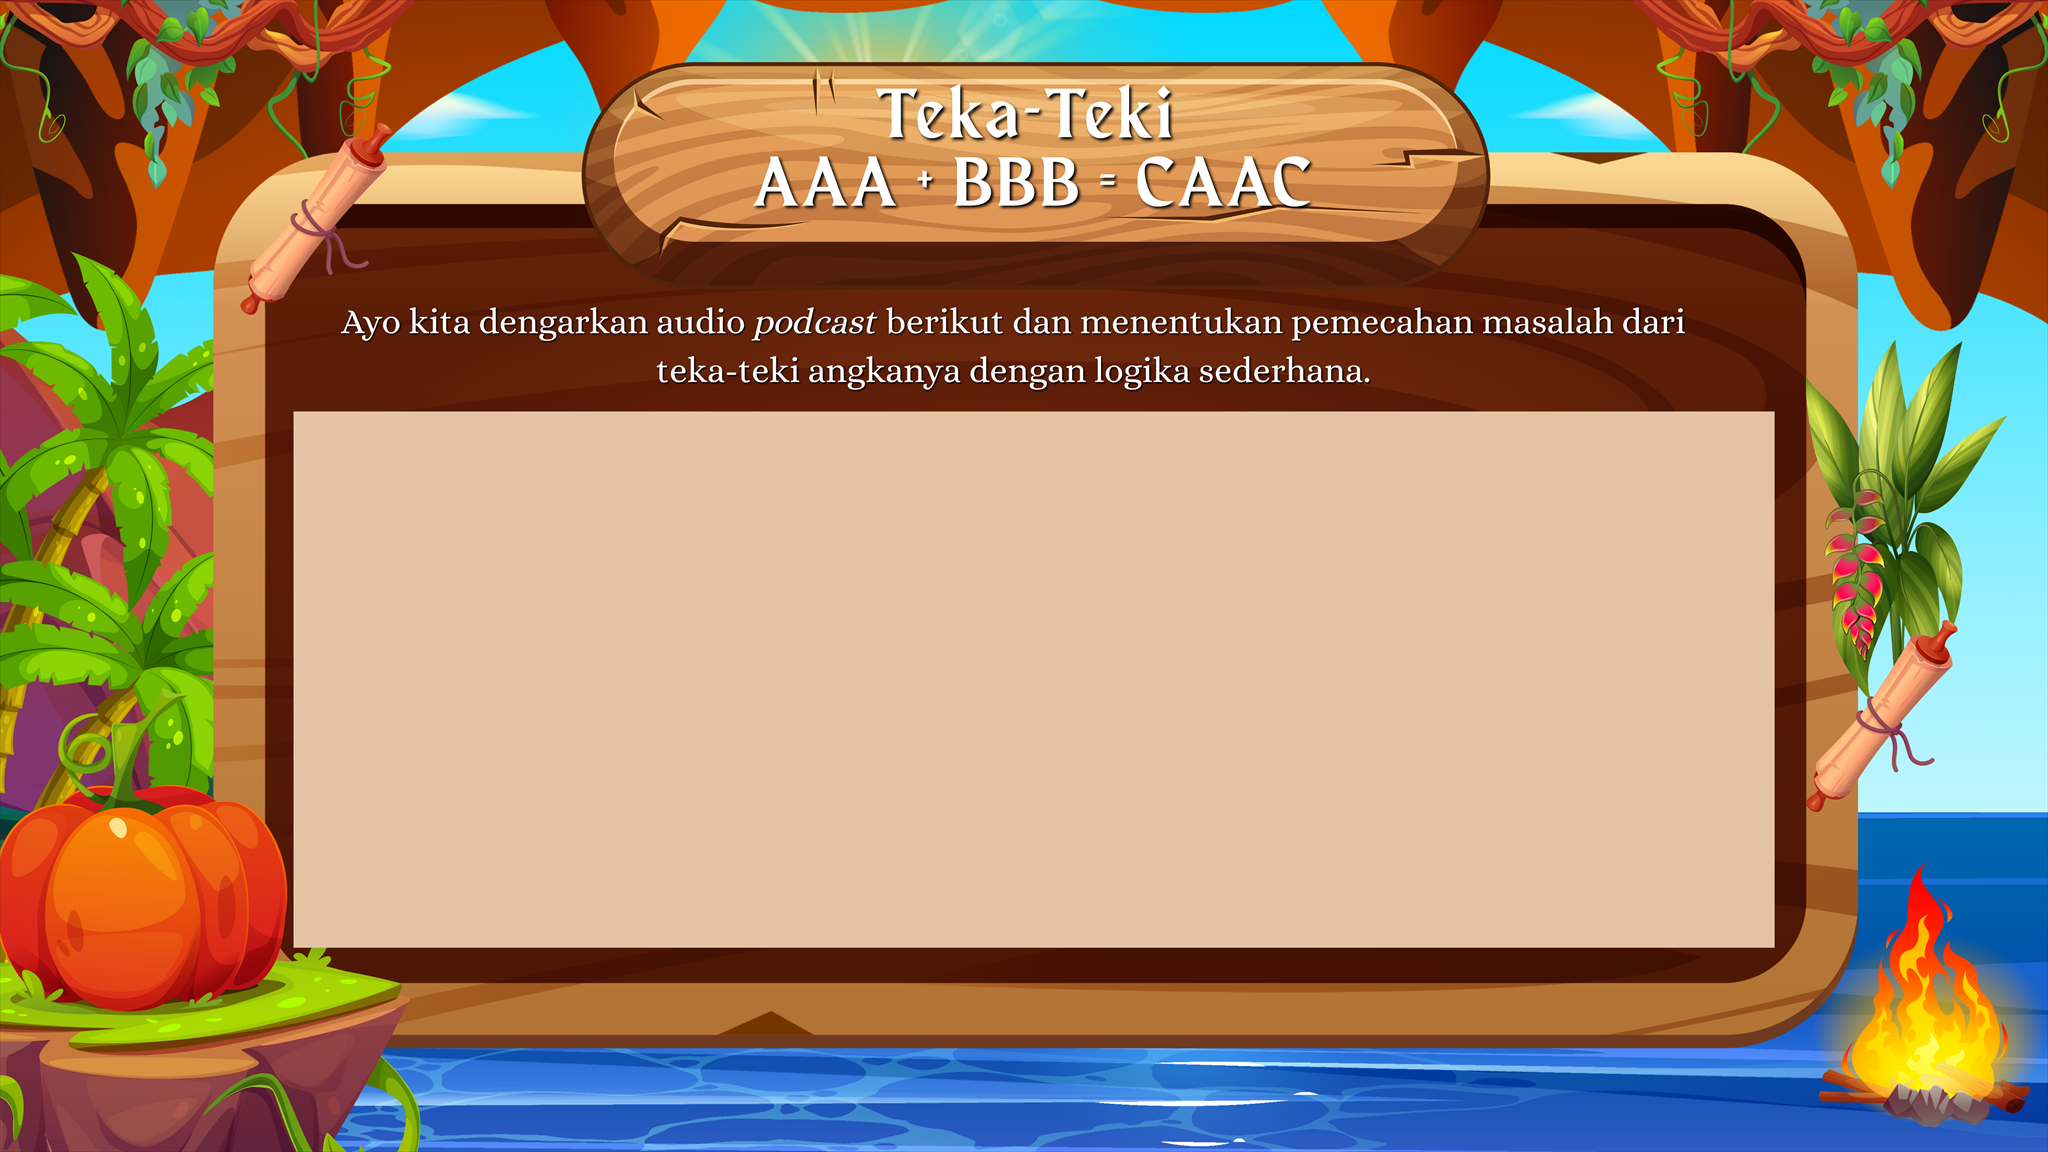 Teka-Teki
AAA + BBB = CAAC
Ayo kita dengarkan audio podcast berikut dan menentukan pemecahan masalah dari
teka-teki angkanya dengan logika sederhana.